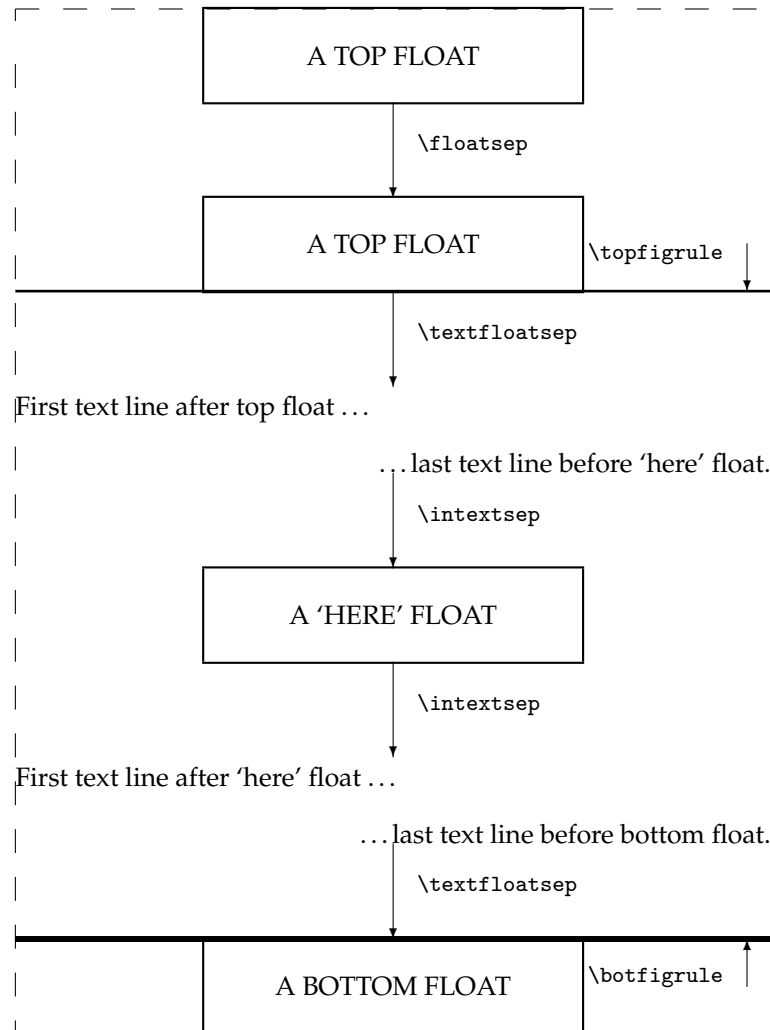 A TOP FLOAT
\floatsep
A TOP FLOAT
\topfigrule
\textfloatsep
First text line after top float . . .
. . . last text line before ‘here’ float.
\intextsep
A ‘HERE’ FLOAT
\intextsep
First text line after ‘here’ float . . .
. . . last text line before bottom float.
\textfloatsep
A BOTTOM FLOAT
\botfigrule